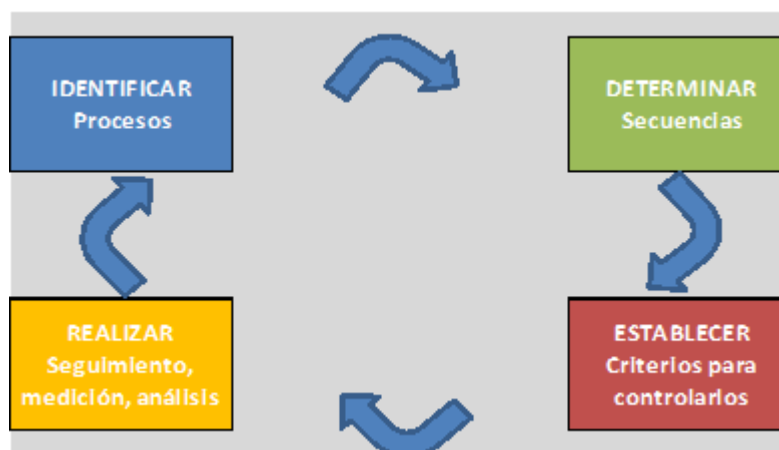 IDENTIFICAR
Procesos
DETERMINAR
Secuencias
REALIZAR
Seguimiento,
medición, análisis
ESTABLECER
Criterios para
controlarlos